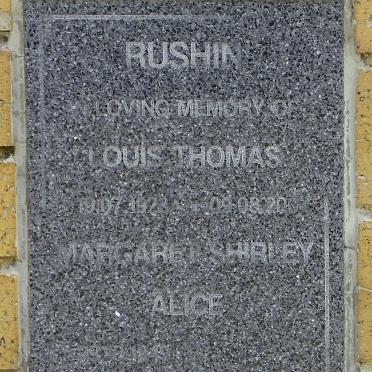 RUSHIN
IN LOVING MEMORY OF
LOUIS THOMAS
MARGARET SHIRLEY
ALICE